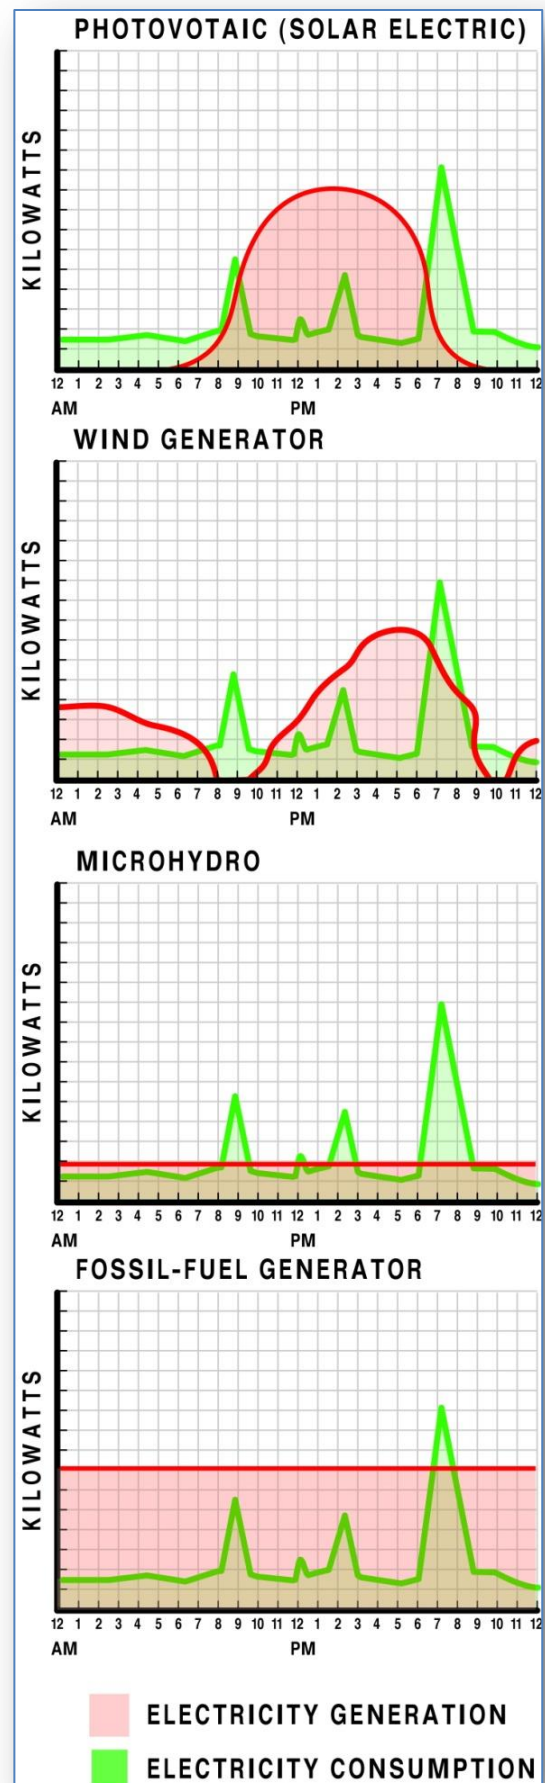 PHOTOVOTAIC (SOLAR ELECTRIC)
KILOWATTS
12 1 2 3 4 5 6 7 8 9 10 11 12 1 2 3 4 5 6 7 8 9 10 11 12
AM PM
WIND GENERATOR
KILOWATTS
12 1 2 3 4 5 6 7 8 9 10 11 12 1 2 3 4 5 6 7 8 9 10 11 12
AM PM
MICROHYDRO
KILOWATTS
12 1 2 3 4 5 6 7 8 9 10 11 12 1 2 3 4 5 6 7 8 9 10 11 12
AM PM
FOSSIL-FUEL GENERATOR
KILOWATTS
12 1 2 3 4 5 6 7 8 9 10 11 12 1 2 3 4 5 6 7 8 9 10 11 12
AM PM
ELECTRICITY GENERATION
ELECTRICITY CONSUMPTION